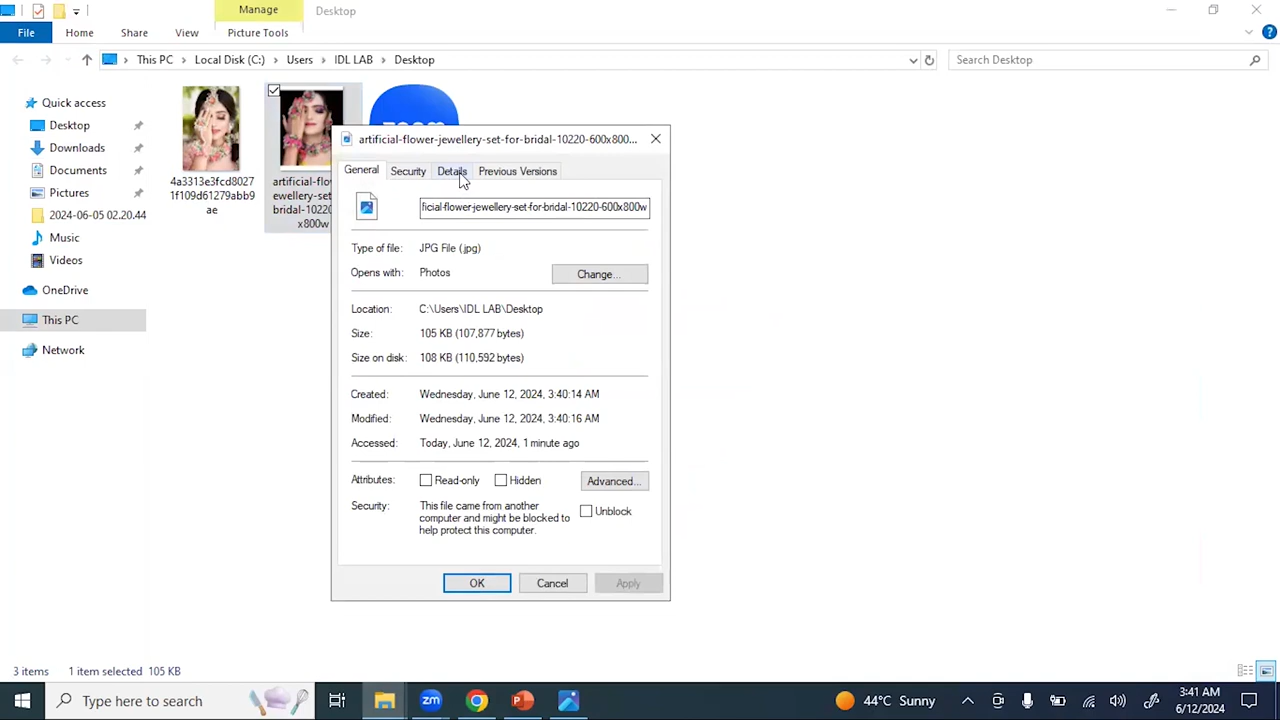 Manage
Desktop
File
Home
Share
View
Picture Tools
This PC
Local Disk (C:)
Users
IDL LAB
Desktop
Search Desktop
Quick access
Desktop
Downloads
Documents
Pictures
2024-06-05 02.20.44
Music
Videos
OneDrive
This PC
Network
4a3313e3fcd8027
1f109d61279abb9
ae
artificial-flo
ewellery-set
bridal-10220
x800w
zoom
artificial-flower-jewellery-set-for-bridal-10220-600x800...
General
Security
Details
Previous Versions
ficial-flower-jewellery-set-for-bridal-10220-600x800w
Type of file: JPG File (.jpg)
Opens with: Photos
Change...
Location: C:\Users\IDL LAB\Desktop
Size: 105 KB (107,877 bytes)
Size on disk: 108 KB (110,592 bytes)
Created: Wednesday, June 12, 2024, 3:40:14 AM
Modified: Wednesday, June 12, 2024, 3:40:16 AM
Accessed: Today, June 12, 2024, 1 minute ago
Attributes: Read-only Hidden Advanced...
Security: This file came from another
computer and might be blocked to
help protect this computer.
Unblock
OK
Cancel
Apply
3 items
1 item selected 105 KB
Type here to search
zm
44°C Sunny
3:41 AM
6/12/2024